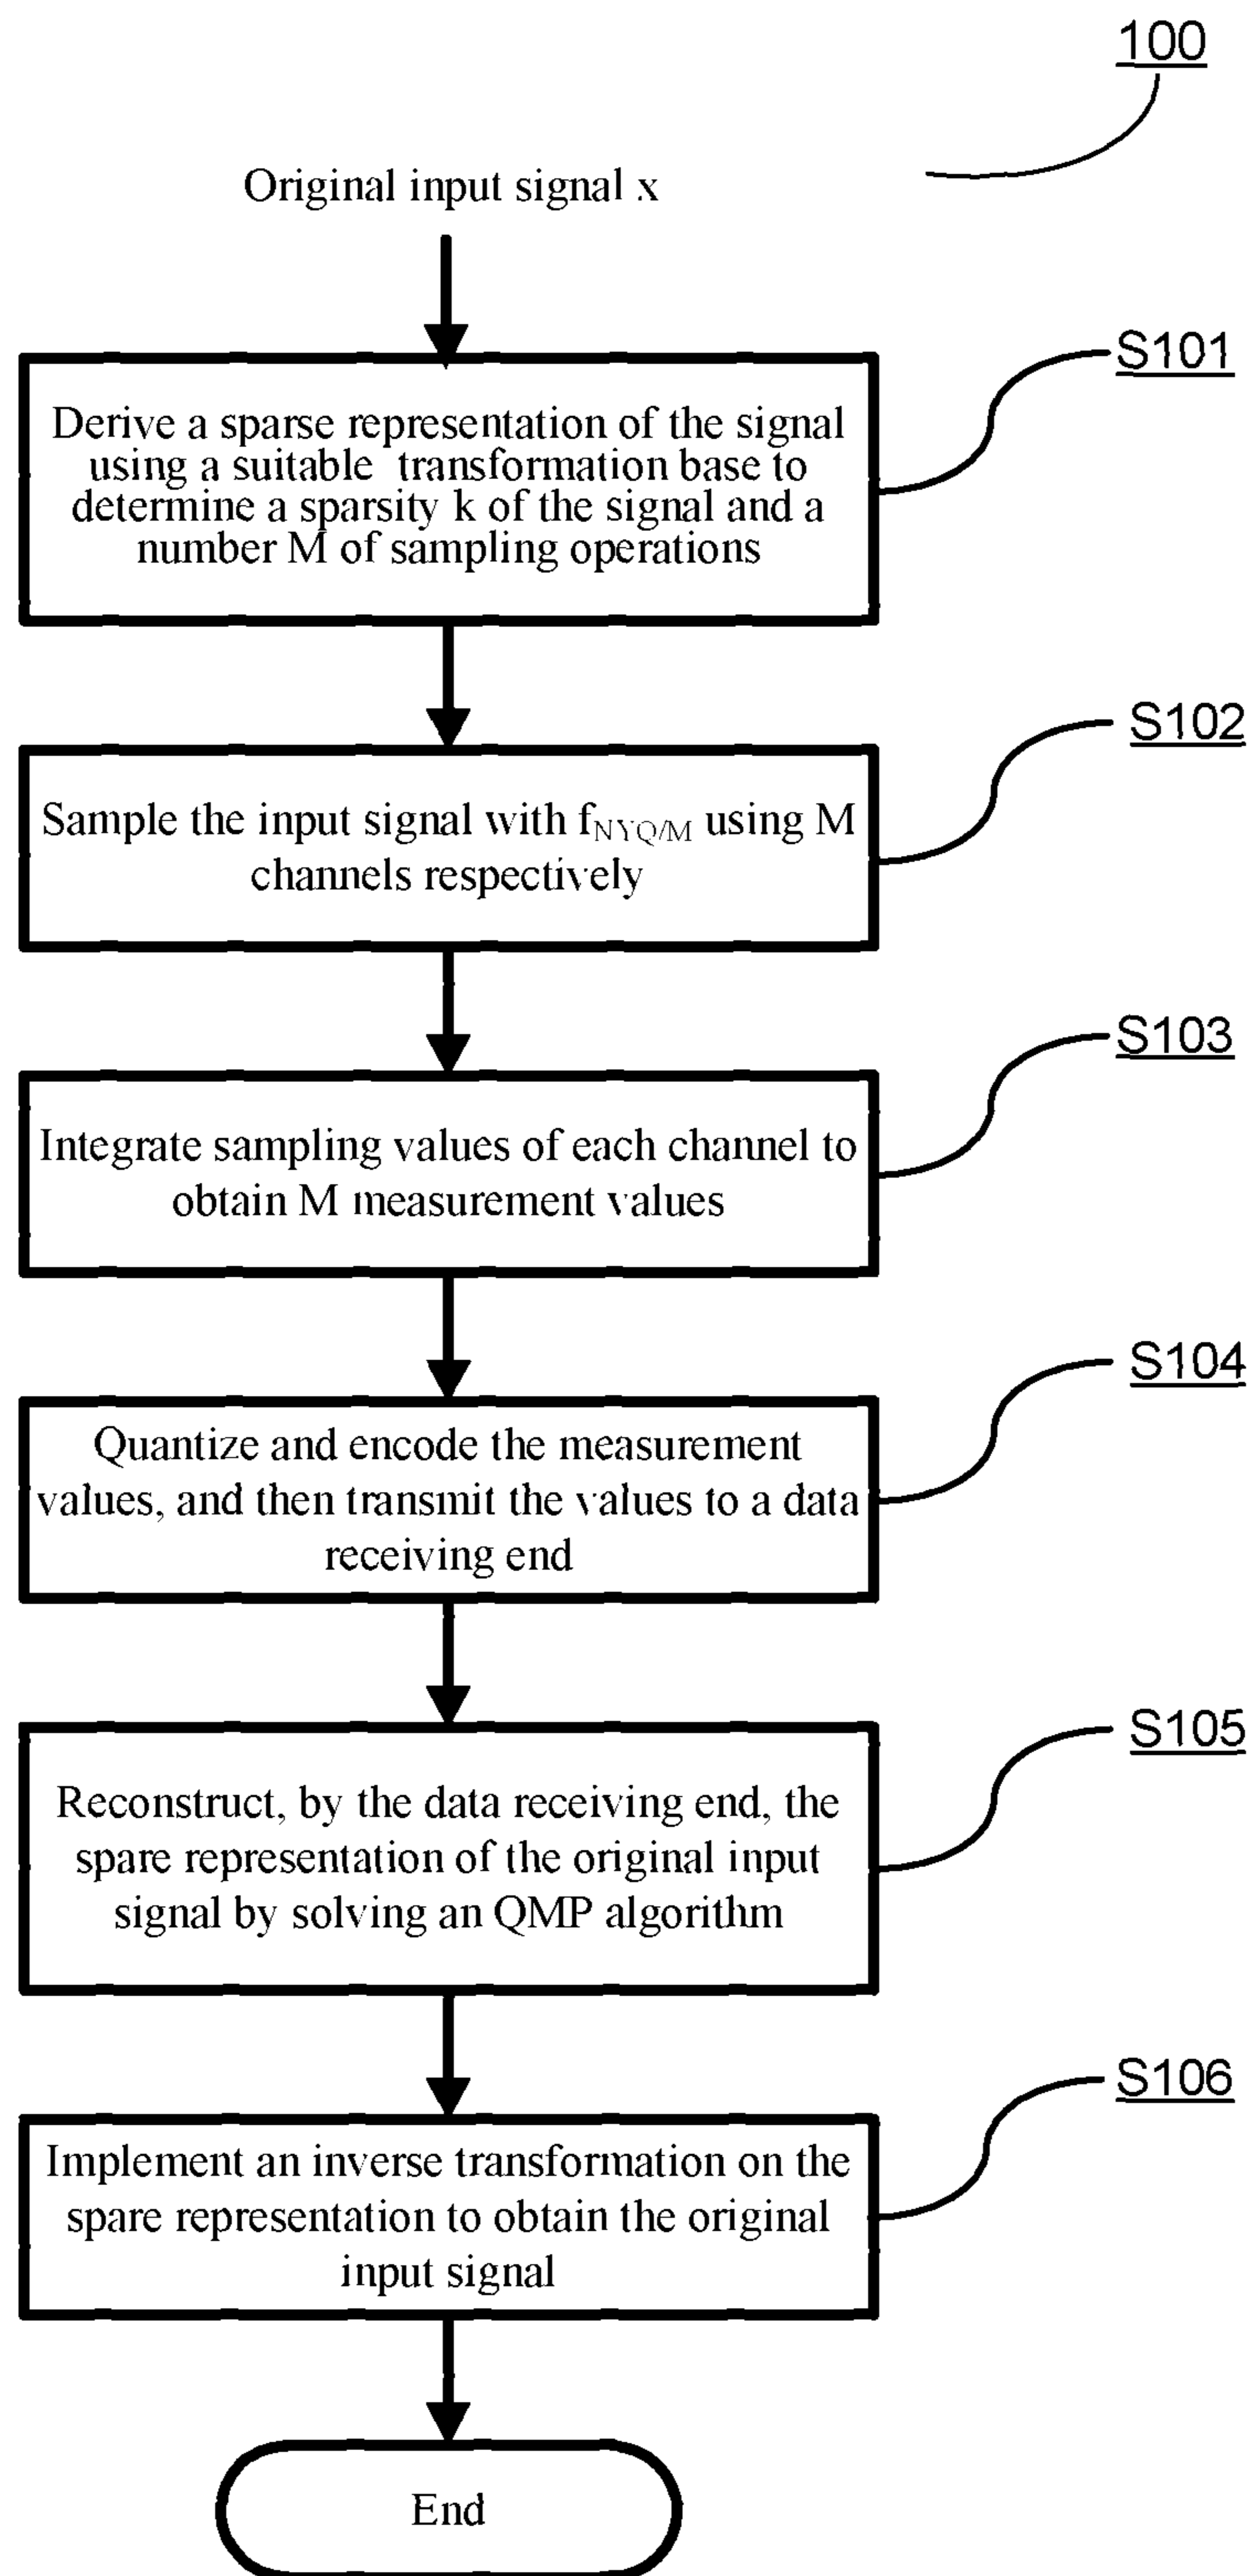 100
Original input signal x
S101
Derive a sparse representation of the signal
using a suitable transformation base to
determine a sparsity k of the signal and a
number M of sampling operations
S102
Sample the input signal with fNYQ/M using M
channels respectively
S103
Integrate sampling values of each channel to
obtain M measurement values
S104
Quantize and encode the measurement
values, and then transmit the values to a data
receiving end
S105
Reconstruct, by the data receiving end, the
spare representation of the original input
signal by solving an QMP algorithm
S106
Implement an inverse transformation on the
spare representation to obtain the original
input signal
End